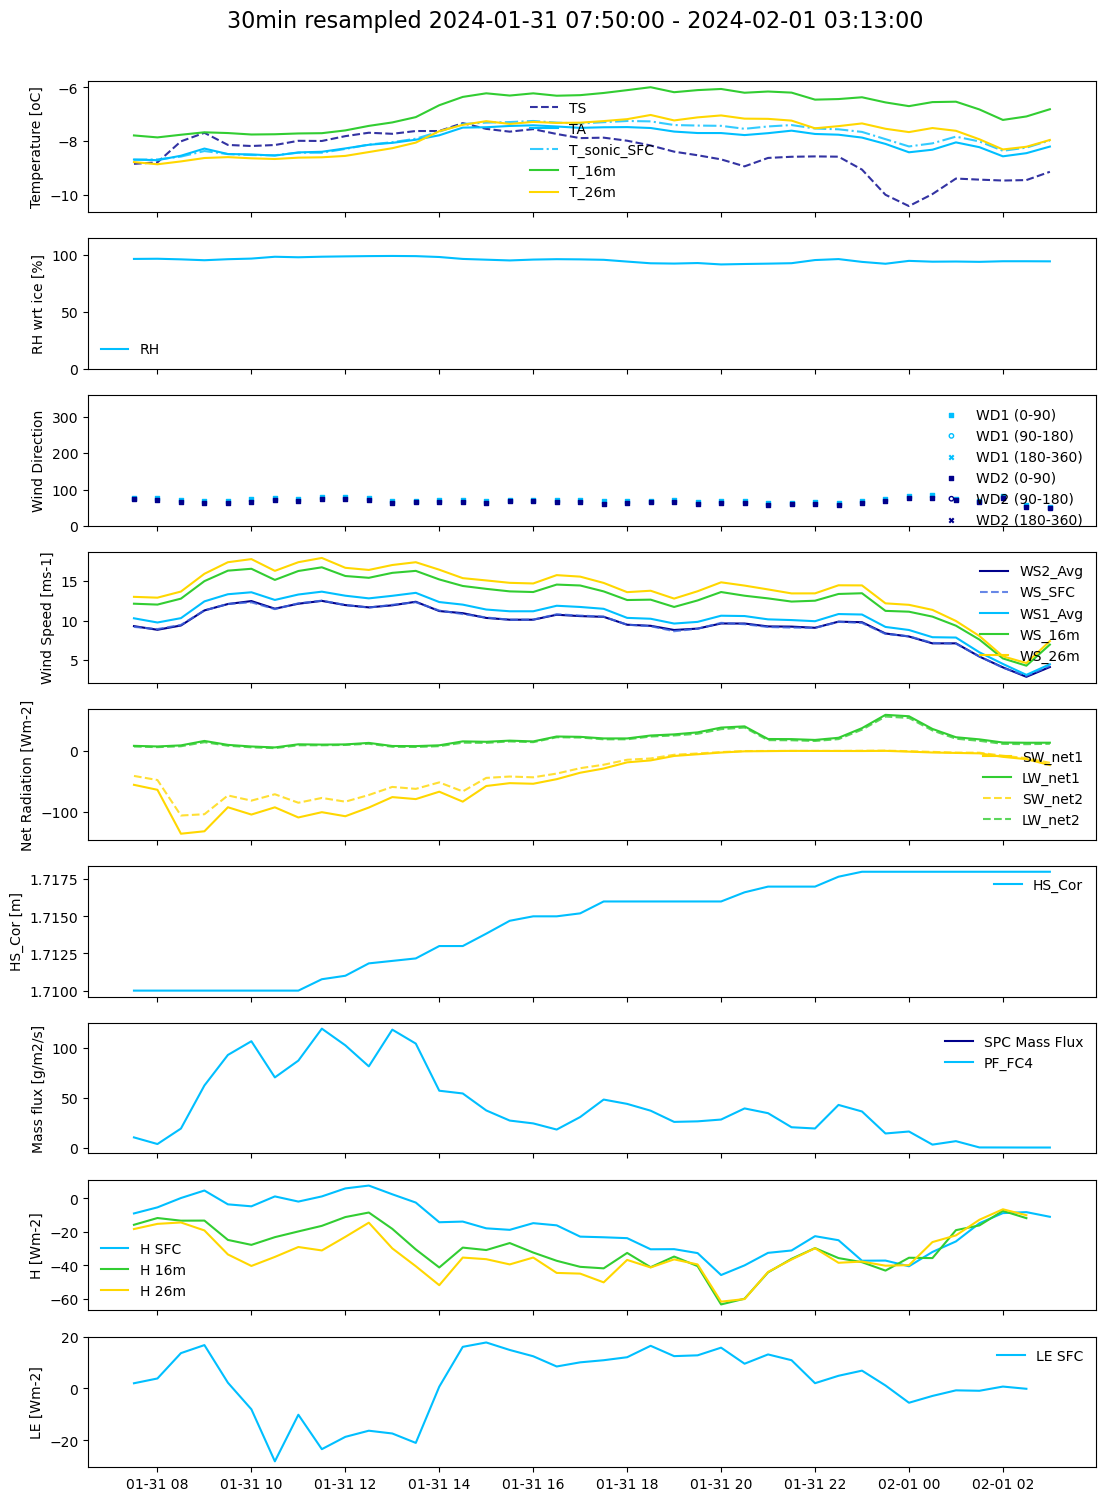 30min resampled 2024-01-31 07:50:00 - 2024-02-01 03:13:00
Temperature [oC]
−6
−8
−10
TS
TA
T_sonic_SFC
T_16m
T_26m
RH wrt ice [%]
100
50
0
RH
Wind Direction
300
200
100
0
WD1 (0-90)
WD1 (90-180)
WD1 (180-360)
WD2 (0-90)
WD2 (90-180)
WD2 (180-360)
Wind Speed [ms-1]
15
10
5
WS2_Avg
WS_SFC
WS1_Avg
WS_16m
WS_26m
Net Radiation [Wm-2]
0
−100
SW_net1
LW_net1
SW_net2
LW_net2
HS_Cor [m]
1.7175
1.7150
1.7125
1.7100
HS_Cor
Mass flux [g/m2/s]
100
50
0
SPC Mass Flux
PF_FC4
H [Wm-2]
0
−20
−40
−60
H SFC
H 16m
H 26m
LE [Wm-2]
20
0
−20
LE SFC
01-31 08 01-31 10 01-31 12 01-31 14 01-31 16 01-31 18 01-31 20 01-31 22 02-01 00 02-01 02